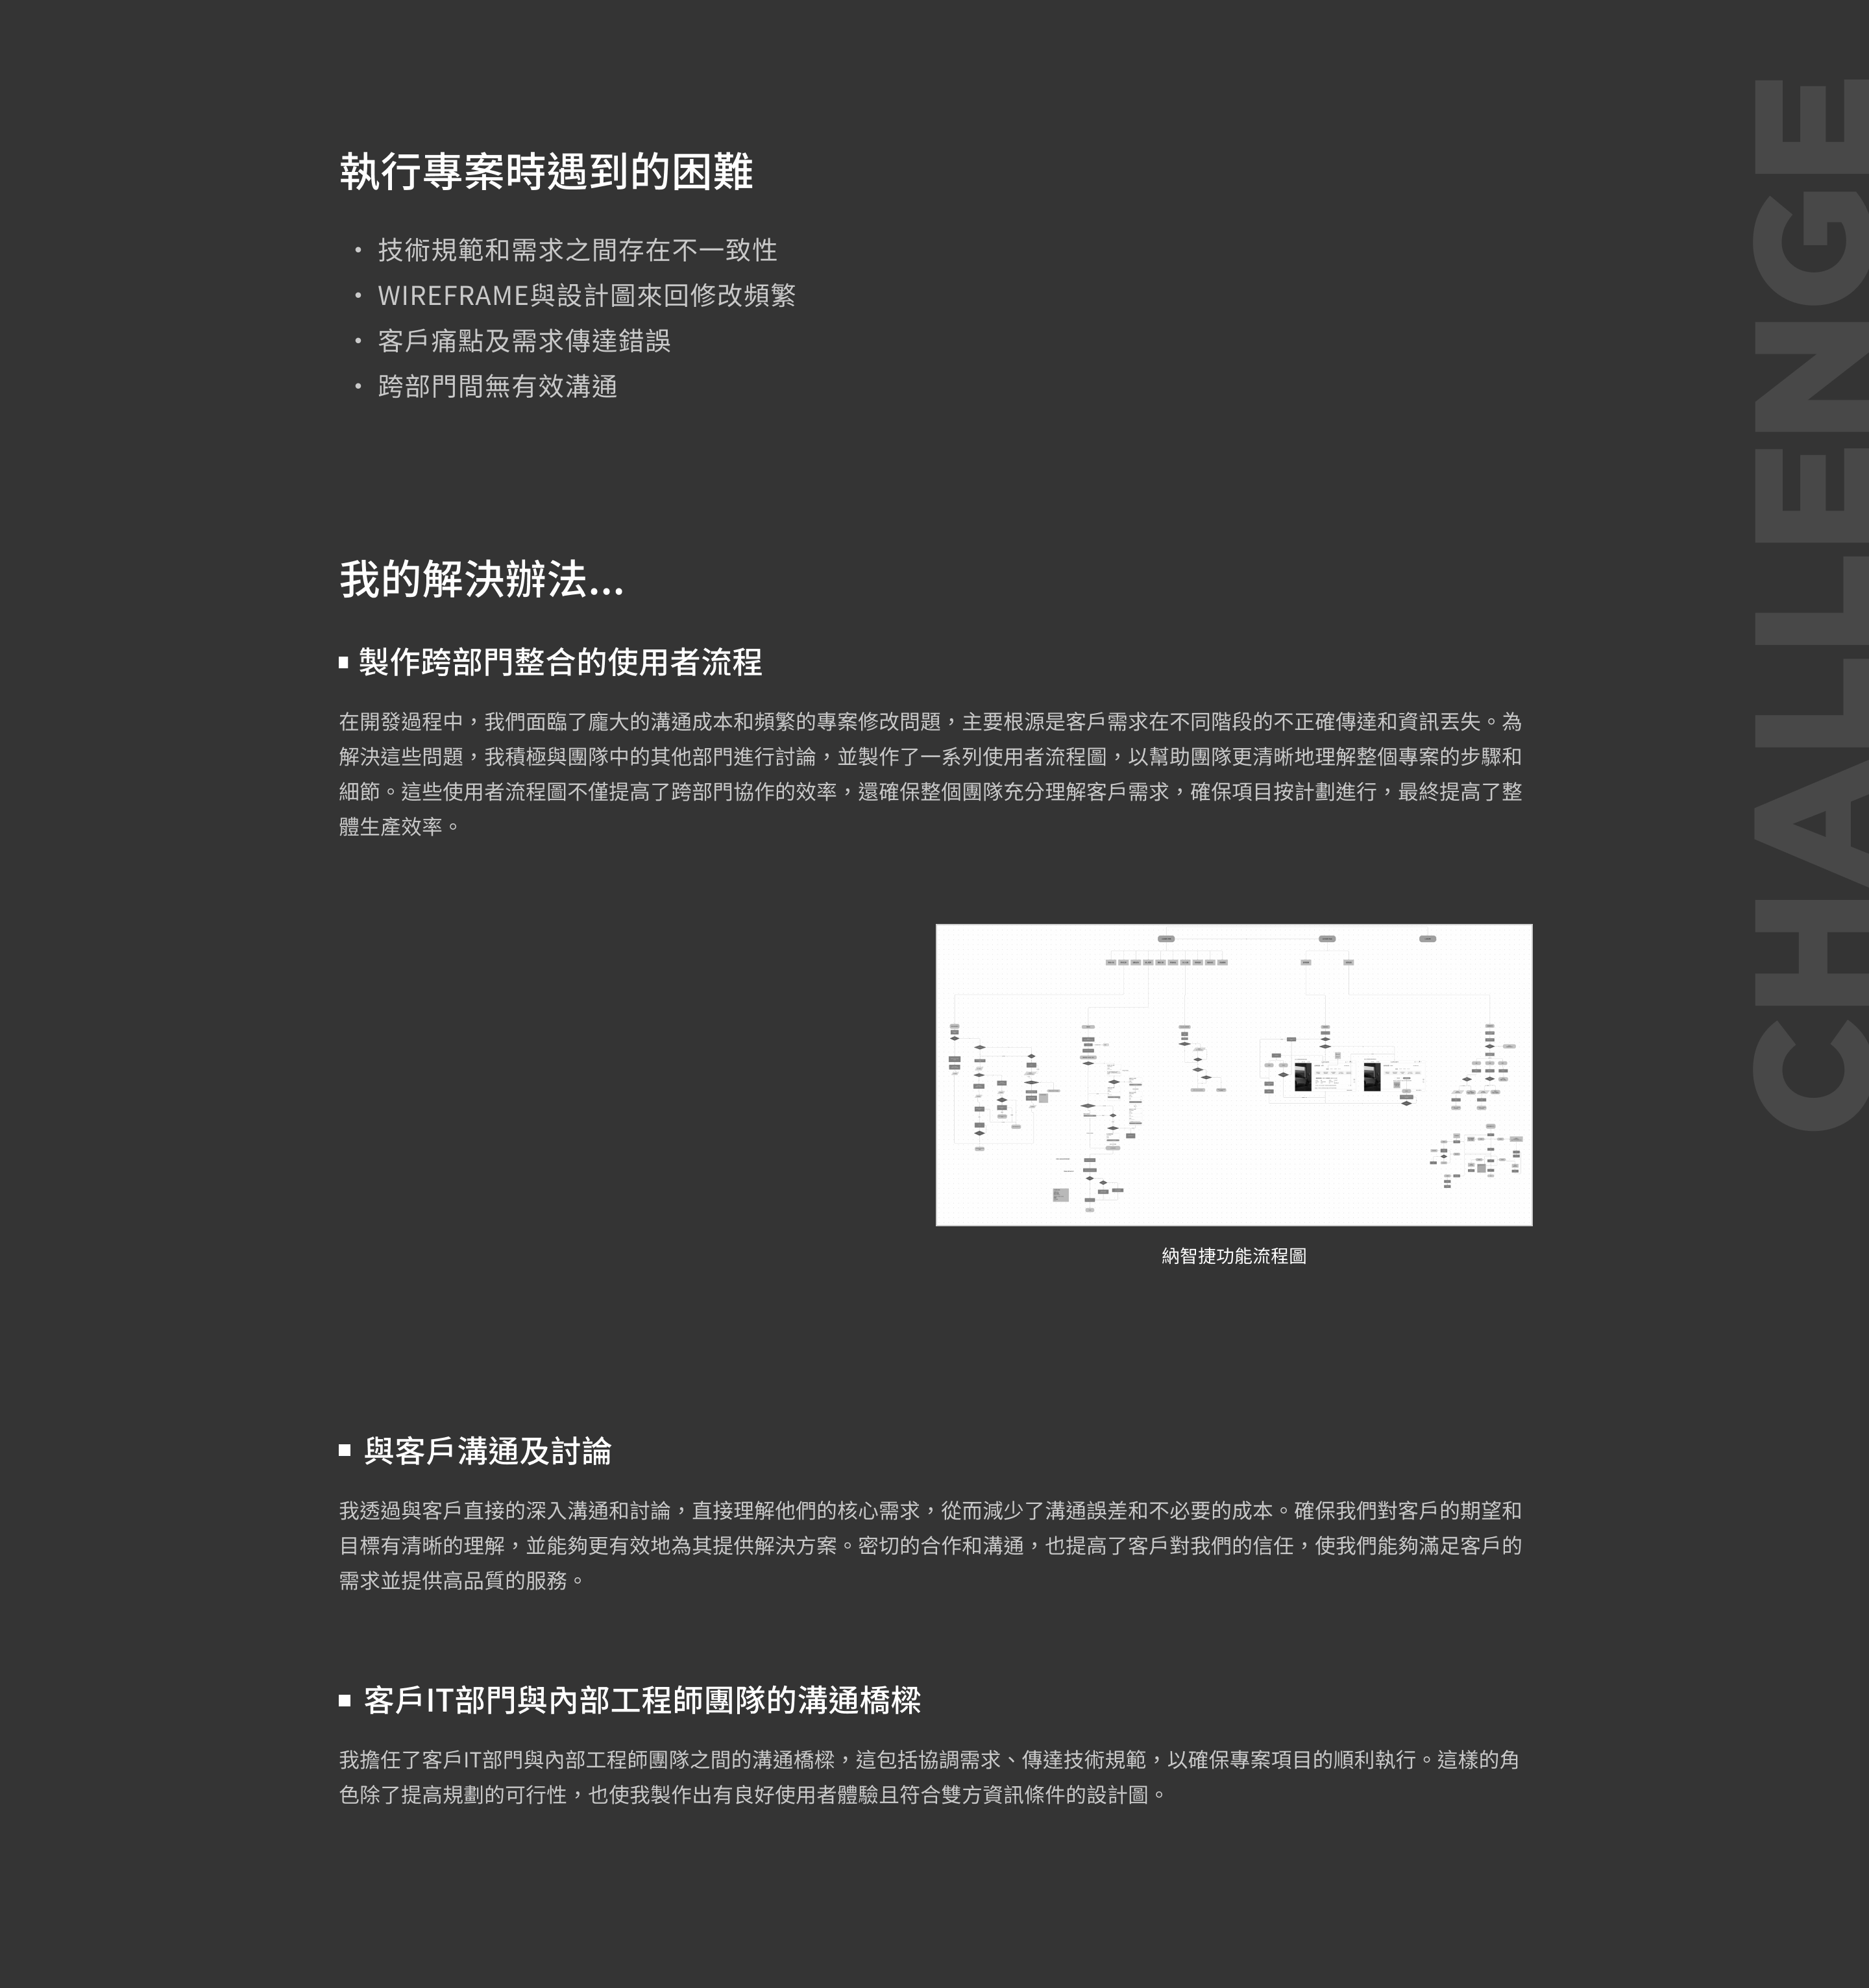 CHALLENGE
執行專案時遇到的困難
• 技術規範和需求之間存在不一致性
• WIREFRAME與設計圖來回修改頻繁
• 客戶痛點及需求傳達錯誤
• 跨部門間無有效溝通
我的解決辦法...
■ 製作跨部門整合的使用者流程
在開發過程中，我們面臨了龐大的溝通成本和頻繁的專案修改問題，主要根源是客戶需求在不同階段的不正確傳達和資訊丟失。為
解決這些問題，我積極與團隊中的其他部門進行討論，並製作了一系列使用者流程圖，以幫助團隊更清晰地理解整個專案的步驟和
細節。這些使用者流程圖不僅提高了跨部門協作的效率，還確保整個團隊充分理解客戶需求，確保項目按計劃進行，最終提高了整
體生產效率。
納智捷功能流程圖
■ 與客戶溝通及討論
我透過與客戶直接的深入溝通和討論，直接理解他們的核心需求，從而減少了溝通誤差和不必要的成本。確保我們對客戶的期望和
目標有清晰的理解，並能夠更有效地為其提供解決方案。密切的合作和溝通，也提高了客戶對我們的信任，使我們能夠滿足客戶的
需求並提供高品質的服務。
■ 客戶IT部門與內部工程師團隊的溝通橋樑
我擔任了客戶IT部門與內部工程師團隊之間的溝通橋樑，這包括協調需求、傳達技術規範，以確保專案項目的順利執行。這樣的角
色除了提高規劃的可行性，也使我製作出有良好使用者體驗且符合雙方資訊條件的設計圖。